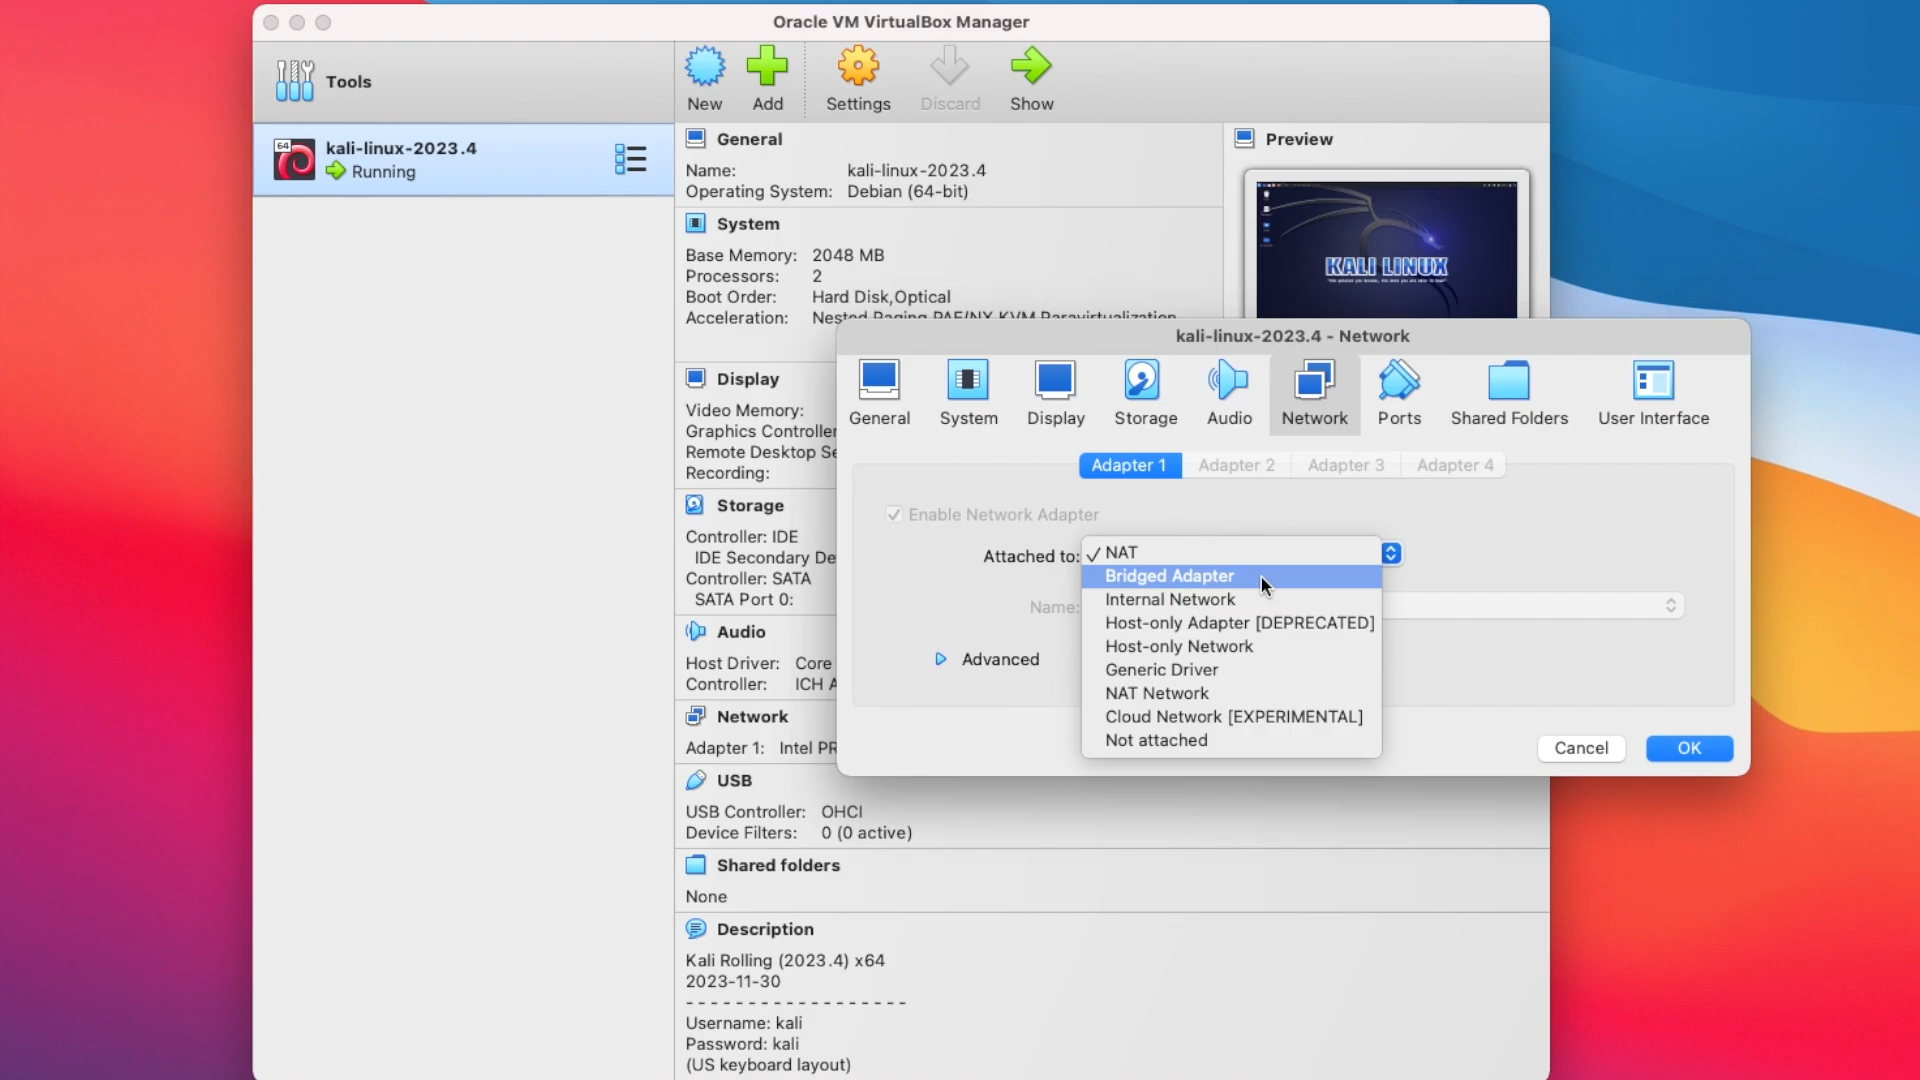 Oracle VM VirtualBox Manager
Tools
New
Add
Settings
Discard
Show
64
kali-linux-2023.4
Running
General
Name: kali-linux-2023.4
Operating System: Debian (64-bit)
System
Base Memory: 2048 MB
Processors: 2
Boot Order: Hard Disk,Optical
Acceleration: Nested Paging PAE/NX KVM Paravirtualization
Preview
KALI LINUX
Display
Video Memory:
Graphics Controller
Remote Desktop Se
Recording:
Storage
Controller: IDE
IDE Secondary De
Controller: SATA
SATA Port 0:
Audio
Host Driver: Core
Controller: ICH A
Network
Adapter 1: Intel PR
USB
USB Controller: OHCI
Device Filters: 0 (0 active)
Shared folders
None
Description
Kali Rolling (2023.4) x64
2023-11-30
- - - - - - - - - - - - - - - - - -
Username: kali
Password: kali
(US keyboard layout)
kali-linux-2023.4 - Network
General
System
Display
Storage
Audio
Network
Ports
Shared Folders
User Interface
Adapter 1
Adapter 2
Adapter 3
Adapter 4
Enable Network Adapter
Attached to:
NAT
Bridged Adapter
Internal Network
Host-only Adapter [DEPRECATED]
Host-only Network
Generic Driver
NAT Network
Cloud Network [EXPERIMENTAL]
Not attached
Name:
Advanced
Cancel
OK